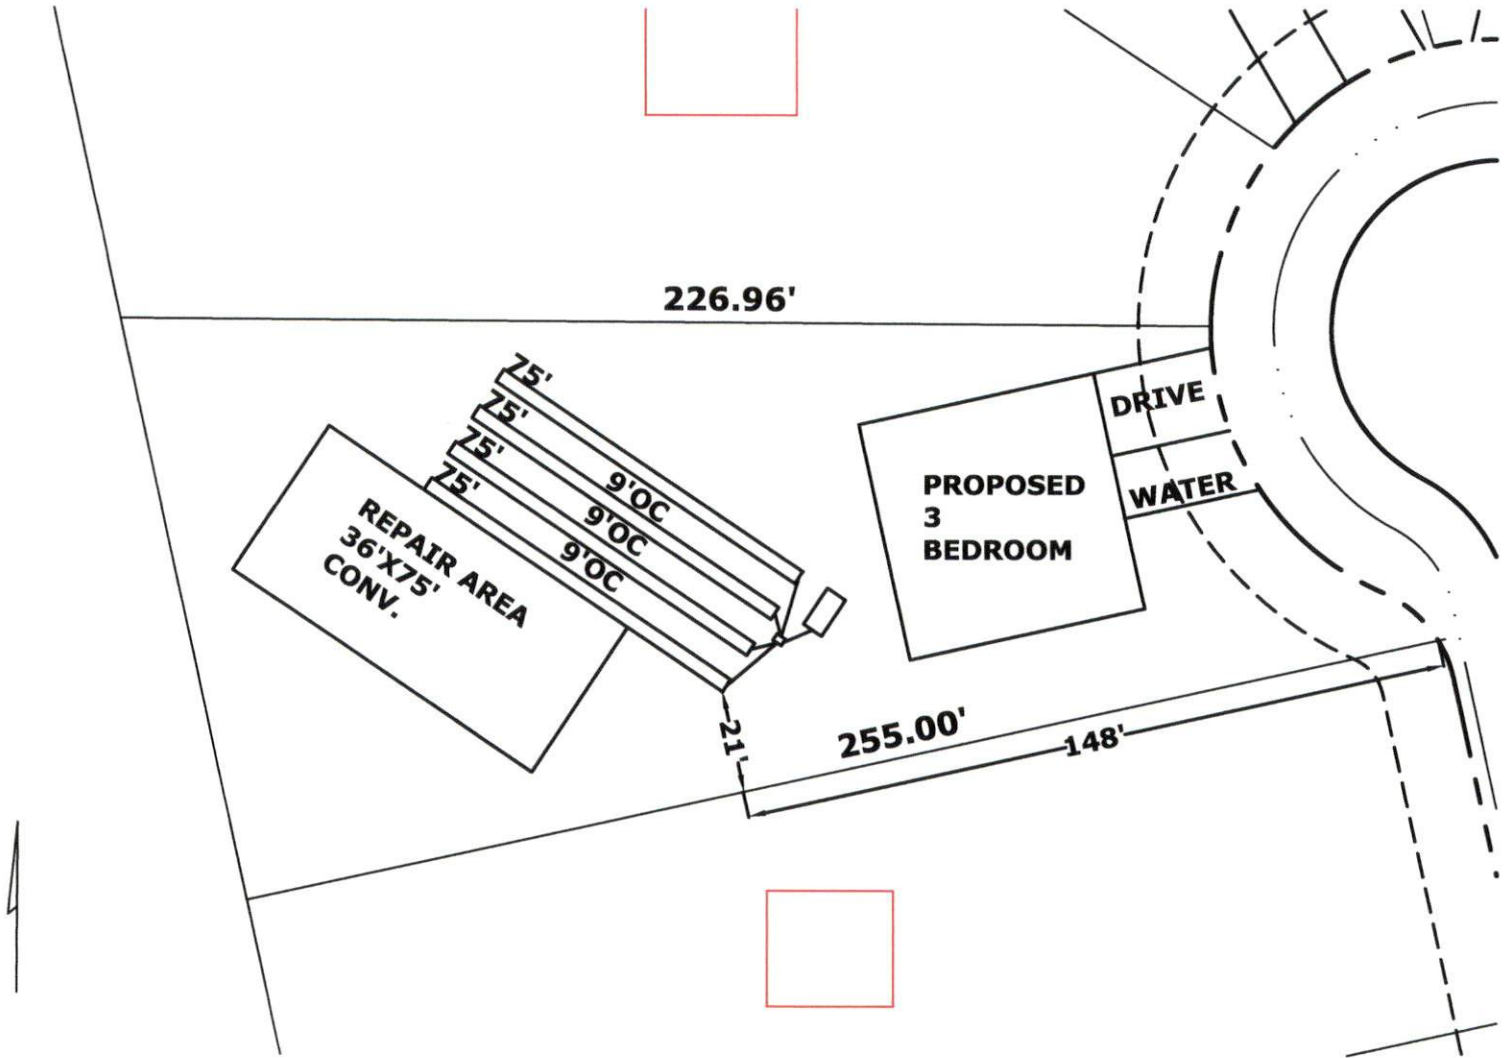 226.96'
75'
75'
75'
75'
9'OC
9'OC
9'OC
REPAIR AREA
36'X75'
CONV.
PROPOSED
3
BEDROOM
DRIVE
WATER
21'
255.00'
148'